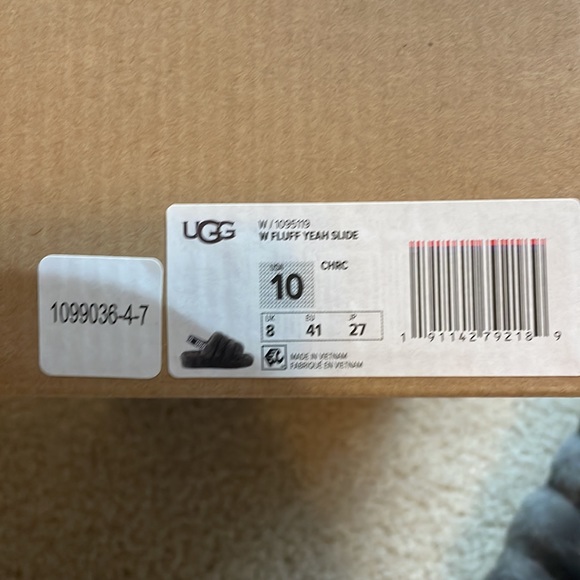 1099036-4-7
UGG
W / 1095119
W FLUFF YEAH SLIDE
CHRC
USA
10
UK EU JP
8 41 27
MADE IN VIETNAM
FABRIQUÉ EN VIETNAM
1 91142 79218 9